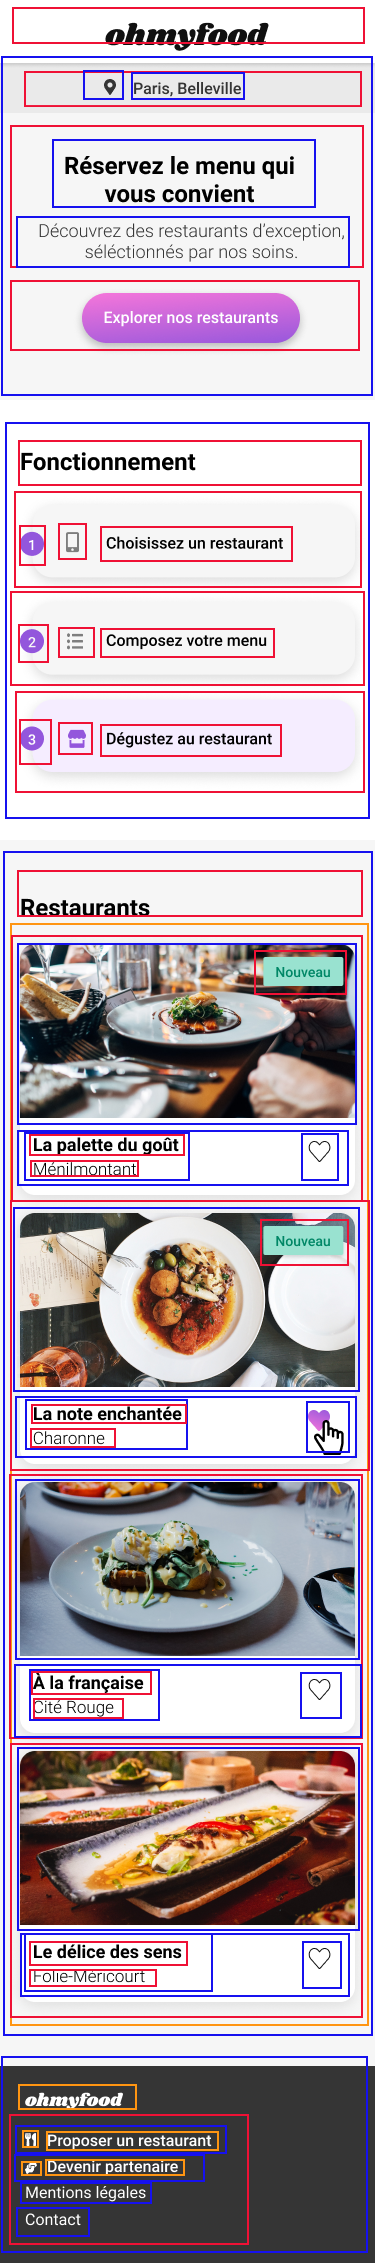 ohmyfood
Paris, Belleville
Réservez le menu qui
vous convient
Découvrez des restaurants d'exception,
séléctionnés par nos soins.
Explorer nos restaurants
Fonctionnement
1 Choisissez un restaurant
2 Composez votre menu
3 Dégustez au restaurant
Restaurants
Nouveau
La palette du goût
Ménilmontant
Nouveau
La note enchantée
Charonne
À la française
Cité Rouge
Le délice des sens
Folie-Méricourt
ohmyfood
Proposer un restaurant
Devenir partenaire
Mentions légales
Contact